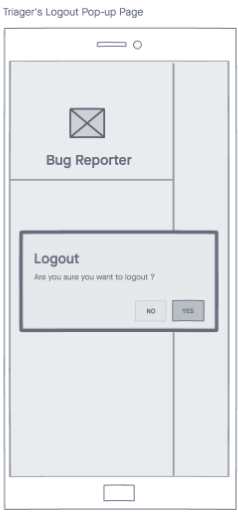 Triager's Logout Pop-up Page
Bug Reporter
Logout
Are you sure you want to logout ?
NO YES